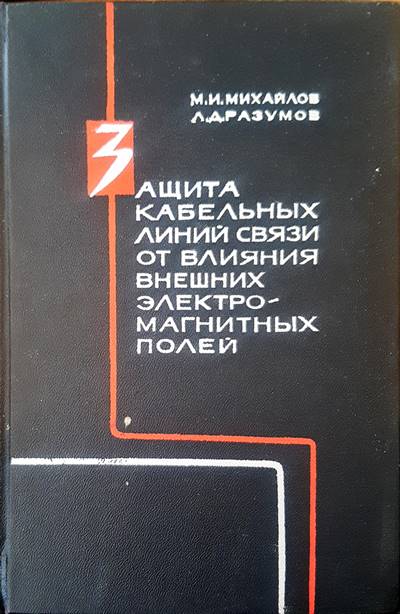 М.И.МИХАЙЛОВ
Л.Д.РАЗУМОВ
ЗАЩИТА
КАБЕЛЬНЫХ
ЛИНИЙ СВЯЗИ
ОТ ВЛИЯНИЯ
ВНЕШНИХ
ЭЛЕКТРО-
МАГНИТНЫХ
ПОЛЕЙ